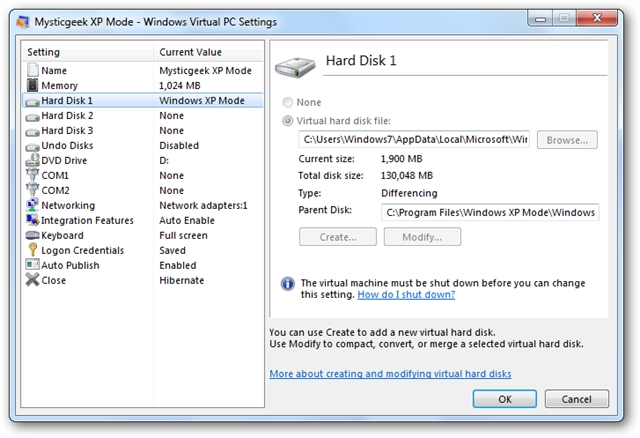 Mysticgeek XP Mode - Windows Virtual PC Settings
Setting Current Value
Name Mysticgeek XP Mode
Memory 1,024 MB
Hard Disk 1 Windows XP Mode
Hard Disk 2 None
Hard Disk 3 None
Undo Disks Disabled
DVD Drive D:
COM1 None
COM2 None
Networking Network adapters:1
Integration Features Auto Enable
Keyboard Full screen
Logon Credentials Saved
Auto Publish Enabled
Close Hibernate
Hard Disk 1
None
Virtual hard disk file:
C:\Users\Windows7\AppData\Local\Microsoft\Wir Browse...
Current size: 1,900 MB
Total disk size: 130,048 MB
Type: Differencing
Parent Disk: C:\Program Files\Windows XP Mode\Windows
Create... Modify...
The virtual machine must be shut down before you can change
this setting. How do I shut down?
You can use Create to add a new virtual hard disk.
Use Modify to compact, convert, or merge a selected virtual hard disk.
More about creating and modifying virtual hard disks
OK Cancel